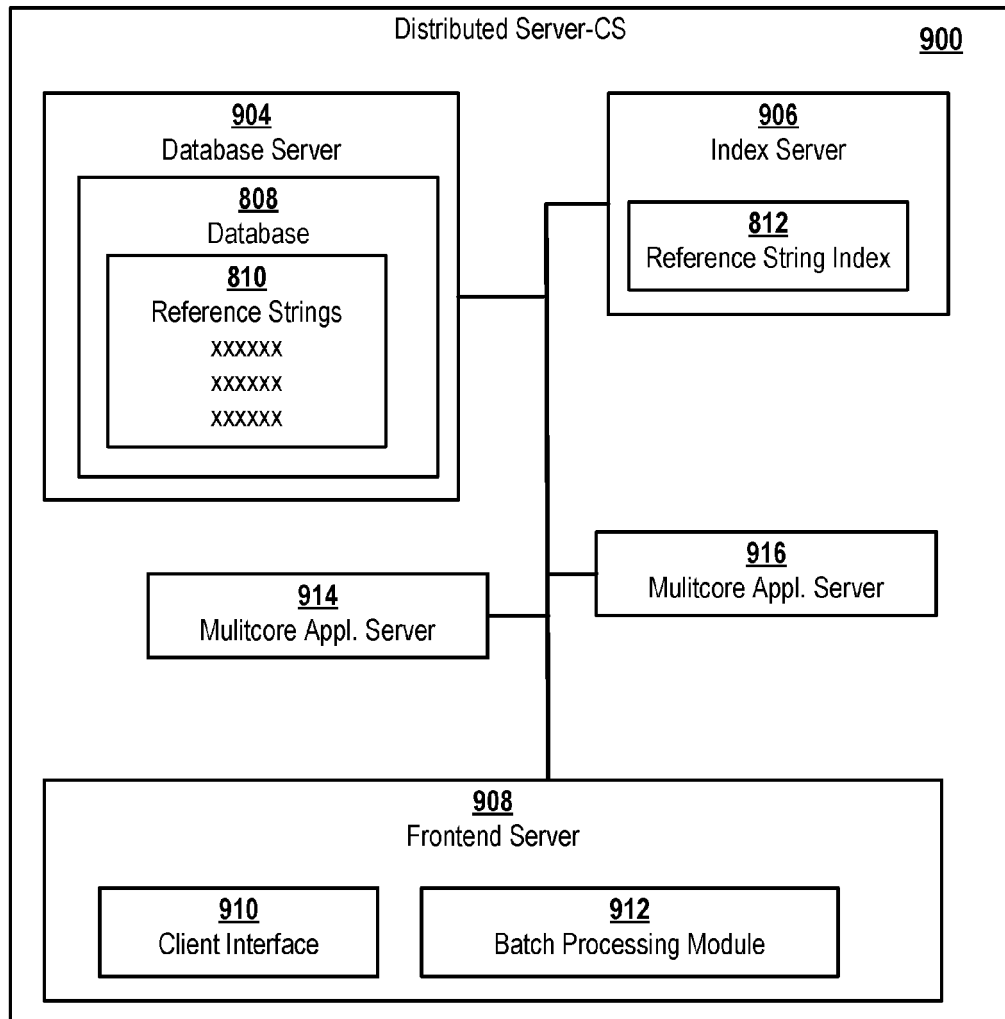 Distributed Server-CS
900
904
Database Server
808
Database
810
Reference Strings
xxxxxx
xxxxxx
xxxxxx
906
Index Server
812
Reference String Index
916
Mulitcore Appl. Server
914
Mulitcore Appl. Server
908
Frontend Server
910
Client Interface
912
Batch Processing Module